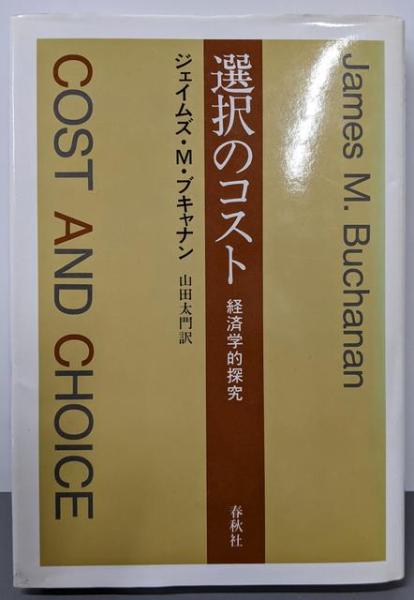 James M. Buchanan
選択のコスト
経済学的探究
春秋社
ジェイムズ・M・ブキャナン
山田太門訳
COST AND CHOICE